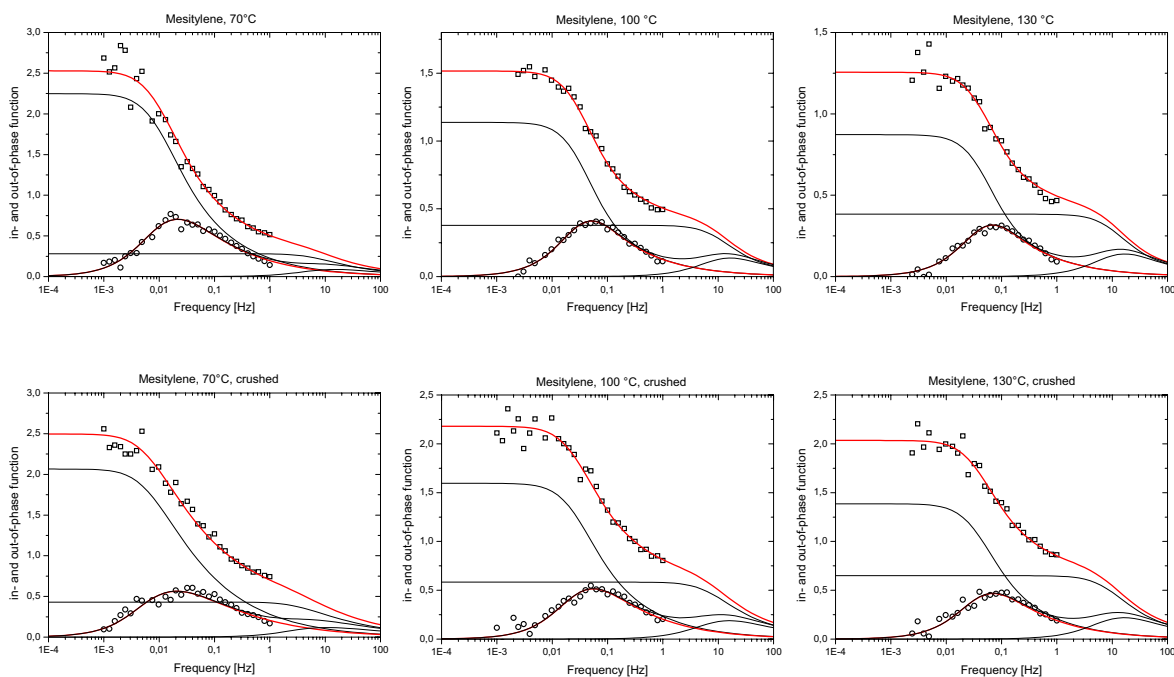 Mesitylene, 70°C
in- and out-of-phase function
3,0
2,5
2,0
1,5
1,0
0,5
0,0
1E-4 1E-3 0,01 0,1 1 10 100
Frequency [Hz]
Mesitylene, 100 °C
in- and out-of-phase function
1,5
1,0
0,5
0,0
1E-4 1E-3 0,01 0,1 1 10 100
Frequency [Hz]
Mesitylene, 130 °C
in- and out-of-phase function
1,5
1,0
0,5
0,0
1E-4 1E-3 0,01 0,1 1 10 100
Frequency [Hz]
Mesitylene, 70°C, crushed
in- and out-of-phase function
3,0
2,5
2,0
1,5
1,0
0,5
0,0
1E-4 1E-3 0,01 0,1 1 10 100
Frequency [Hz]
Mesitylene, 100 °C, crushed
in- and out-of-phase function
2,5
2,0
1,5
1,0
0,5
0,0
1E-4 1E-3 0,01 0,1 1 10 100
Frequency [Hz]
Mesitylene, 130°C, crushed
in- and out-of-phase function
2,5
2,0
1,5
1,0
0,5
0,0
1E-4 1E-3 0,01 0,1 1 10 100
Frequency [Hz]